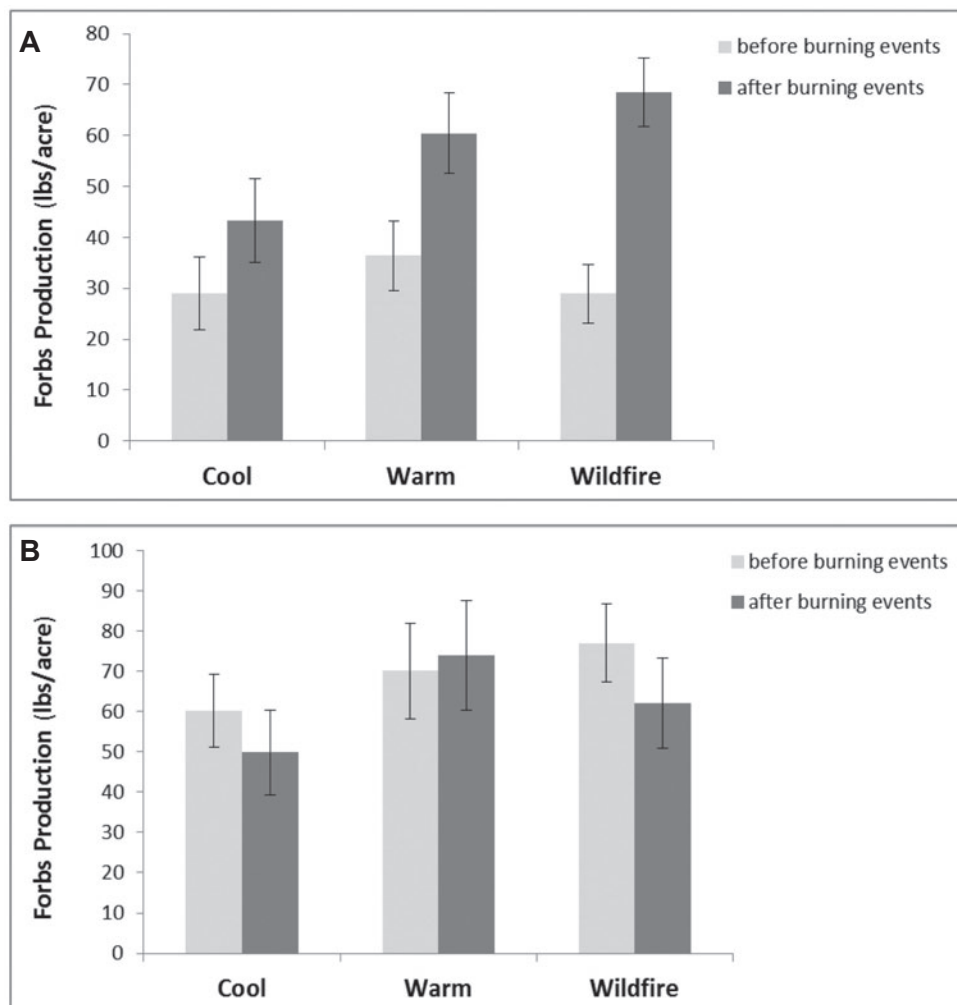 A
Forbs Production (lbs/acre)
80
70
60
50
40
30
20
10
0
Cool Warm Wildfire
before burning events
after burning events
B
Forbs Production (lbs/acre)
100
90
80
70
60
50
40
30
20
10
0
Cool Warm Wildfire
before burning events
after burning events